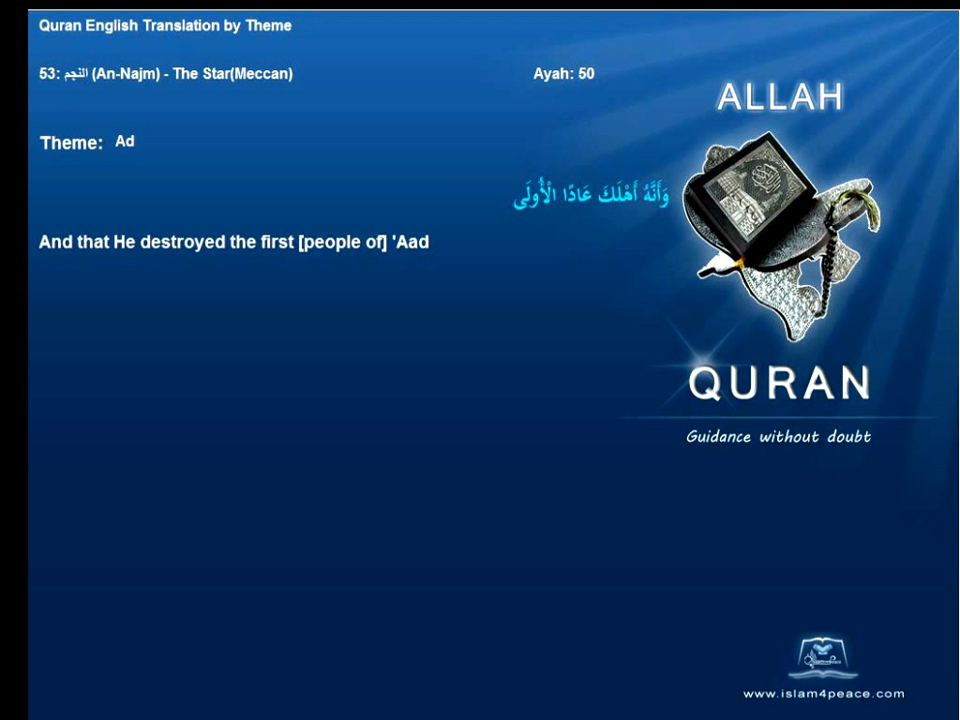 Quran English Translation by Theme
53: النجم (An-Najm) - The Star(Meccan)
Ayah: 50
Theme: Ad
وَأَنَّهُ أَهْلَكَ عَادًا الْأُولَى
And that He destroyed the first [people of] 'Aad
ALLAH
QURAN
Guidance without doubt
www.islam4peace.com